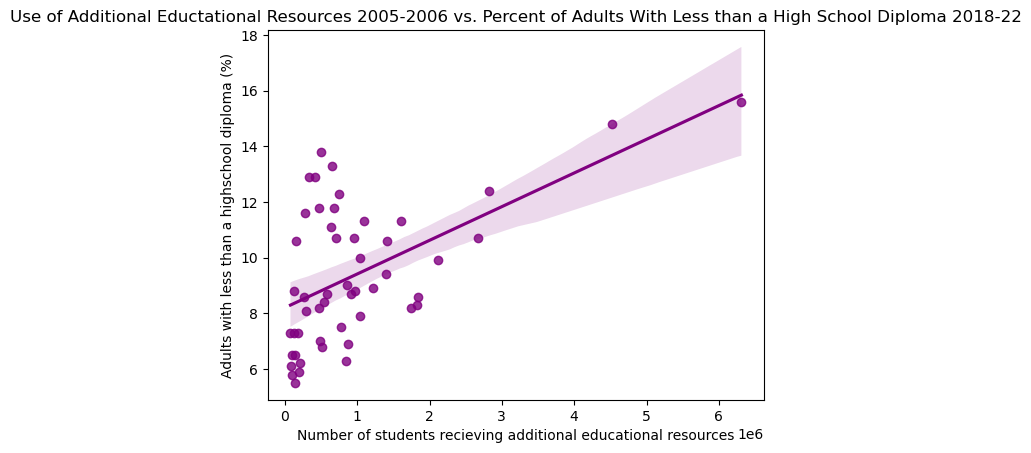 Use of Additional Eductational Resources 2005-2006 vs. Percent of Adults With Less than a High School Diploma 2018-22
Adults with less than a highschool diploma (%)
18
16
14
12
10
8
6
0 1 2 3 4 5 6
1e6
Number of students recieving additional educational resources